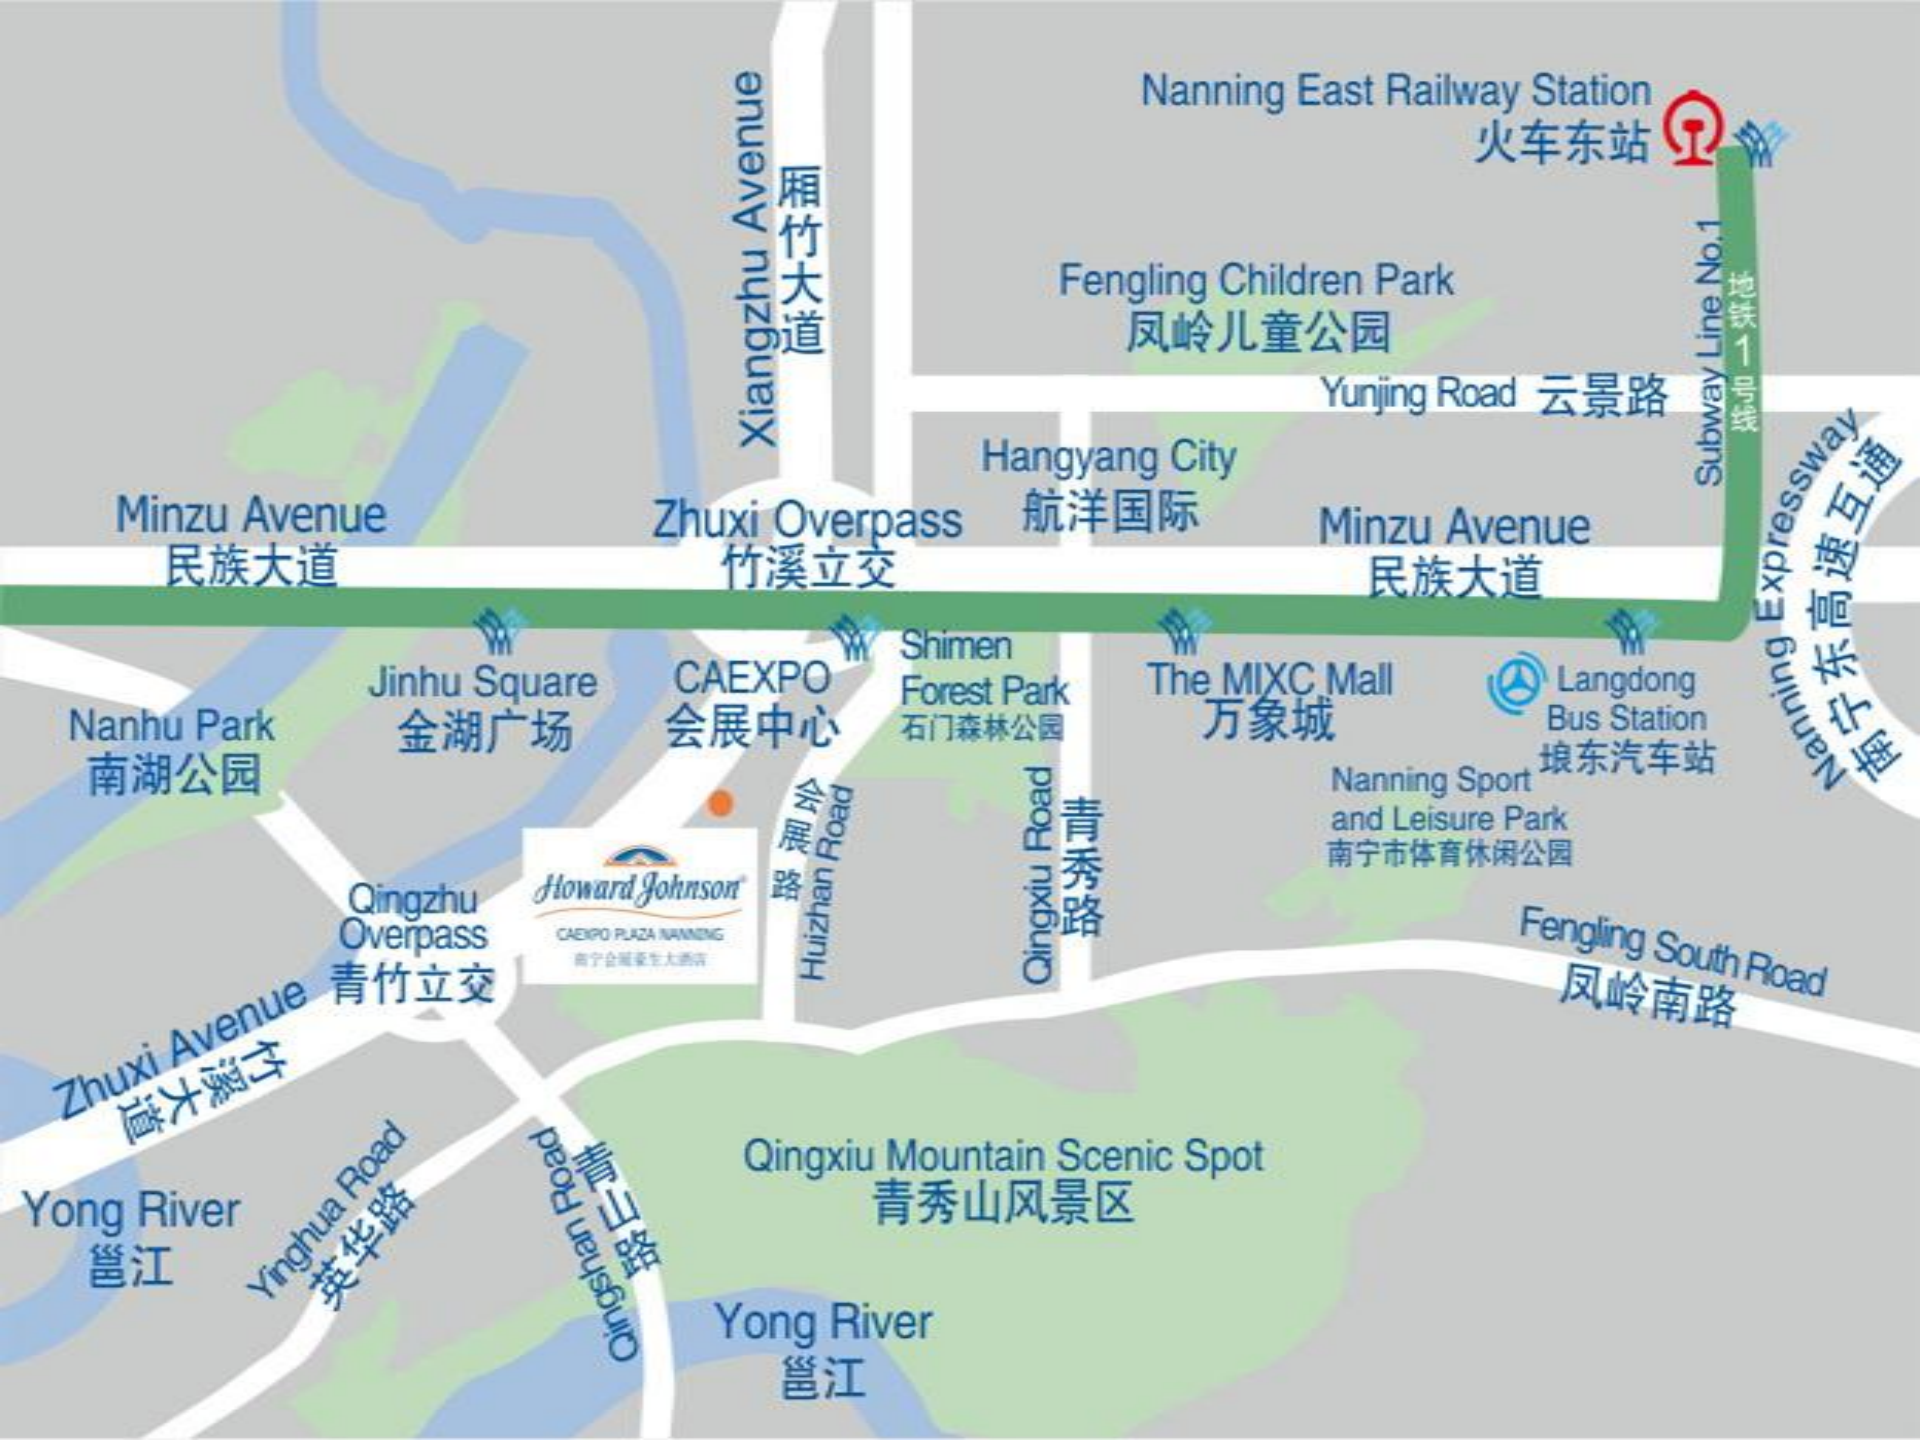 Nanning East Railway Station
火车东站
Xiangzhu Avenue
厢竹大道
Subway Line No.1
地铁1号线
Fengling Children Park
凤岭儿童公园
Yunjing Road 云景路
Hangyang City
航洋国际
Minzu Avenue
民族大道
Zhuxi Overpass
竹溪立交
Minzu Avenue
民族大道
Nanning Expressway
南宁东高速互通
Jinhu Square
金湖广场
CAEXPO
会展中心
Shimen
Forest Park
石门森林公园
The MIXC Mall
万象城
Langdong
Bus Station
埌东汽车站
Nanhu Park
南湖公园
Nanning Sport
and Leisure Park
南宁市体育休闲公园
会展路
Huizhan Road
Qingxiu Road
青秀路
Howard Johnson
CAEXPO PLAZA NANNING
南宁会展豪生大酒店
Qingzhu
Overpass
青竹立交
Fengling South Road
凤岭南路
Zhuxi Avenue
竹溪大道
Yinghua Road
英华路
Qingshan Road
青山路
Qingxiu Mountain Scenic Spot
青秀山风景区
Yong River
邕江
Yong River
邕江